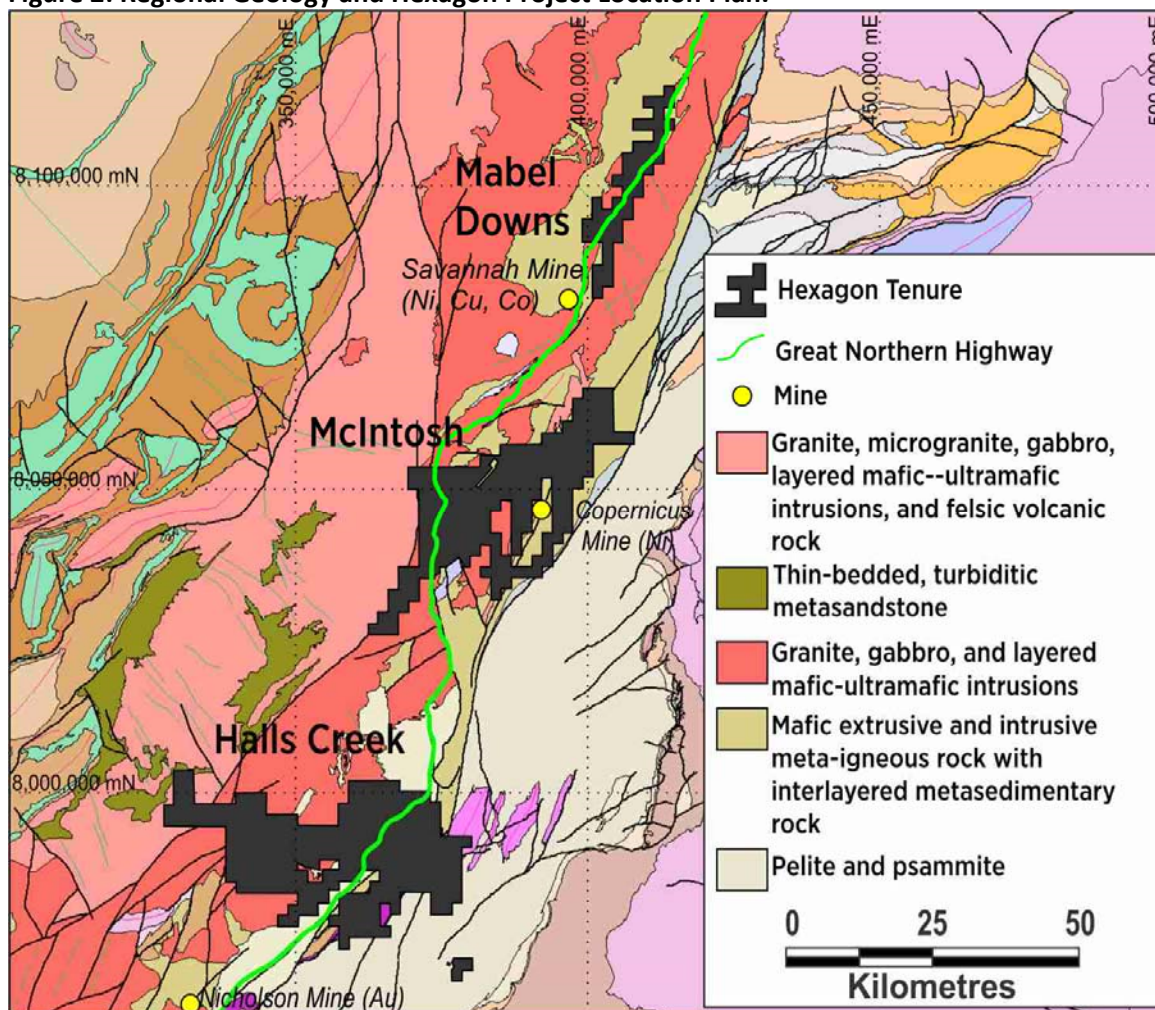 Figure 2: Regional Geology and Hexagon Project Location Plan.
350,000 mE
400,000 mE
450,000 mE
8,100,000 mN
Mabel
Downs
Savannah Mine
(Ni, Cu, Co)
McIntosh
8,050,000 mN
Copernicus
Mine (Ni)
Halls Creek
8,000,000 mN
Nicholson Mine (Au)
Hexagon Tenure
Great Northern Highway
Mine
Granite, microgranite, gabbro,
layered mafic--ultramafic
intrusions, and felsic volcanic
rock
Thin-bedded, turbiditic
metasandstone
Granite, gabbro, and layered
mafic-ultramafic intrusions
Mafic extrusive and intrusive
meta-igneous rock with
interlayered metasedimentary
rock
Pelite and psammite
0 25 50
Kilometres